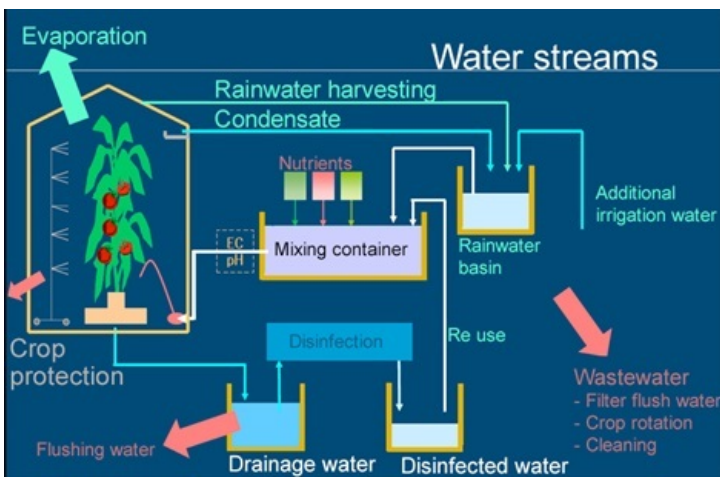 Evaporation
Water streams
Rainwater harvesting
Condensate
Nutrients
Additional
irrigation water
Mixing container
EC
pH
Rainwater
basin
Crop
protection
Disinfection
Re use
Wastewater
- Filter flush water
- Crop rotation
- Cleaning
Flushing water
Drainage water
Disinfected water